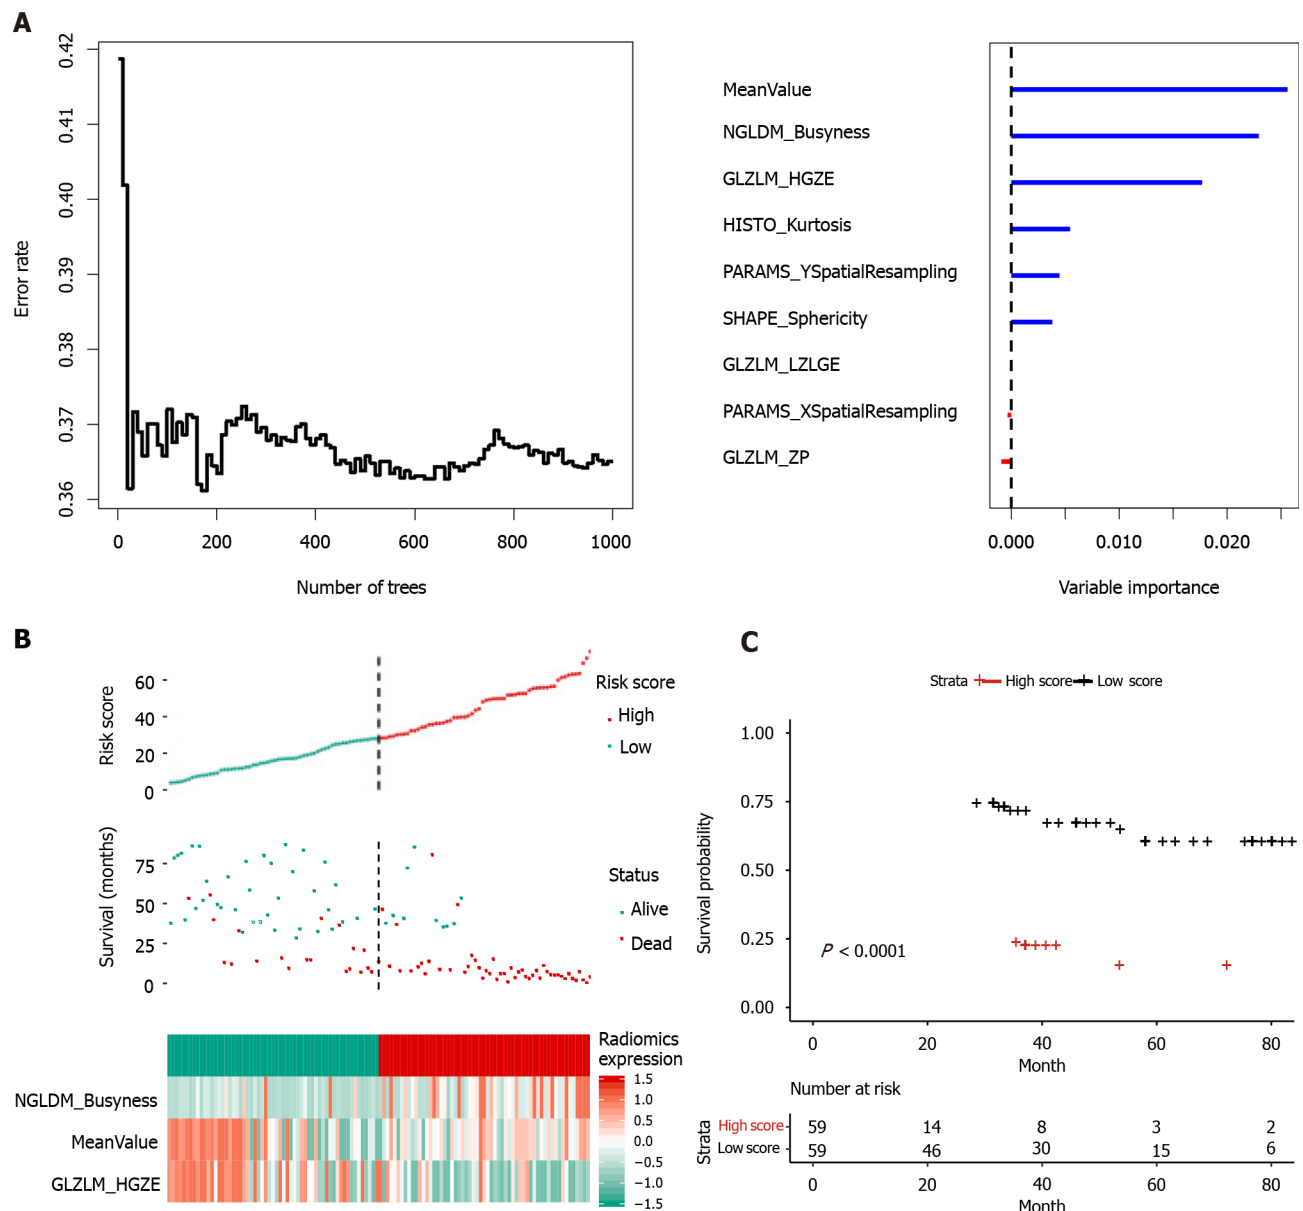 A
0.42
0.41
0.40
0.39
0.38
0.37
0.36
Error rate
0 200 400 600 800 1000
Number of trees
MeanValue
NGLDM_Busyness
GLZLM_HGZE
HISTO_Kurtosis
PARAMS_YSpatialResampling
SHAPE_Sphericity
GLZLM_LZLGE
PARAMS_XSpatialResampling
GLZLM_ZP
0.000 0.010 0.020
Variable importance
B
Risk score
60
40
20
0
Risk score
High
Low
Survival (months)
75
50
25
0
Status
Alive
Dead
NGLDM_Busyness
MeanValue
GLZLM_HGZE
Radiomics
expression
1.5
1.0
0.5
0.0
−0.5
−1.0
−1.5
C
Strata High score Low score
Survival probability
1.00
0.75
0.50
0.25
0.00
P < 0.0001
0 20 40 60 80
Month
Number at risk
Strata
High score 59 14 8 3 2
Low score 59 46 30 15 6
0 20 40 60 80
Month